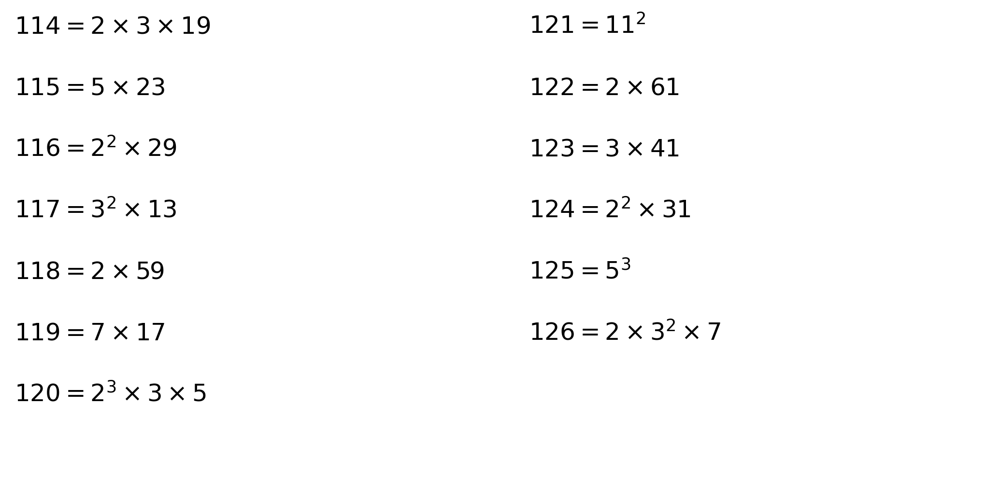 114 = 2 × 3 × 19
115 = 5 × 23
116 = 2² × 29
117 = 3² × 13
118 = 2 × 59
119 = 7 × 17
120 = 2³ × 3 × 5
121 = 11²
122 = 2 × 61
123 = 3 × 41
124 = 2² × 31
125 = 5³
126 = 2 × 3² × 7